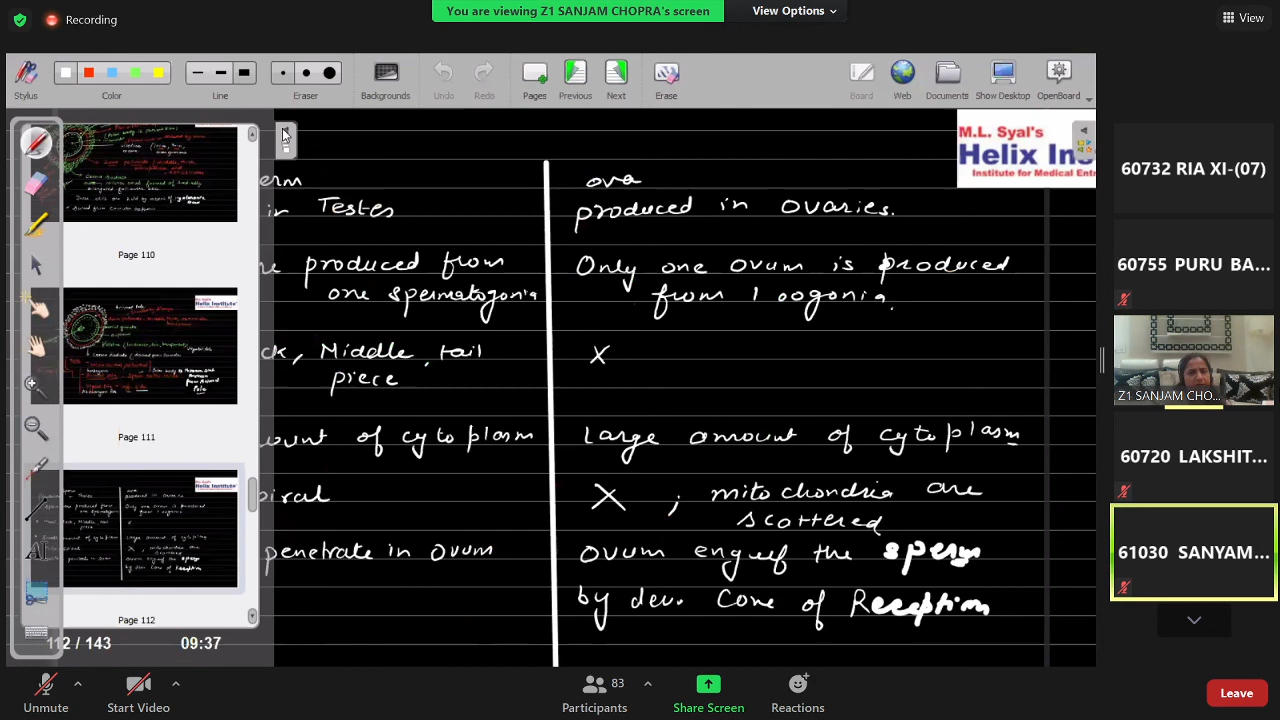 Recording
You are viewing Z1 SANJAM CHOPRA's screen
View Options
View
Stylus
Color
Line
Eraser
Backgrounds
Undo
Redo
Pages
Previous
Next
Erase
Board
Web
Documents
Show Desktop
OpenBoard
M.L. Syal's
Helix Ins
Institute for Medical Entr
erm
ova
in Testes
produced in ovaries.
re produced from
one spermatogonia
Only one ovum is produced
from 1 oogonia.
ck, Middle, tail
piece
X
ount of cytoplasm
Large amount of cytoplasm
piral
X ; mitochondria are
scattered
penetrate in ovum
ovum engulf the sperm
by dev. Cone of Reception
Page 110
Page 111
Page 112
112 / 143
09:37
60732 RIA XI-(07)
60755 PURU BA...
Z1 SANJAM CHO...
60720 LAKSHIT...
61030 SANYAM...
Unmute
Start Video
83
Participants
Share Screen
Reactions
Leave